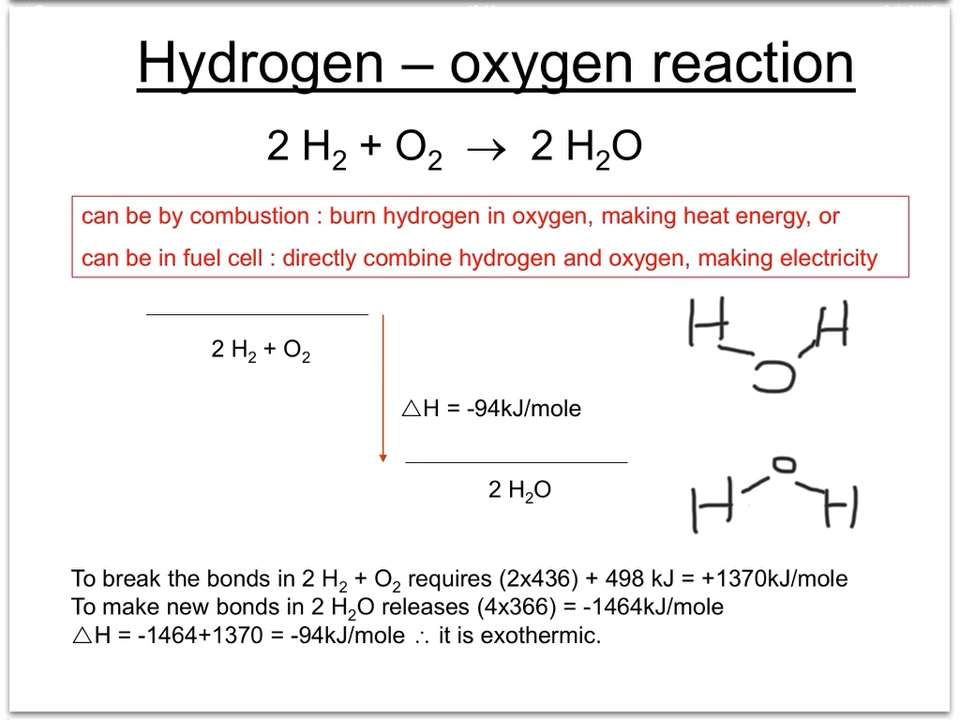 Hydrogen – oxygen reaction
2 H₂ + O₂ → 2 H₂O
can be by combustion : burn hydrogen in oxygen, making heat energy, or
can be in fuel cell : directly combine hydrogen and oxygen, making electricity
2 H₂ + O₂
△H = -94kJ/mole
2 H₂O
H H
O
O
H H
To break the bonds in 2 H₂ + O₂ requires (2x436) + 498 kJ = +1370kJ/mole
To make new bonds in 2 H₂O releases (4x366) = -1464kJ/mole
△H = -1464+1370 = -94kJ/mole ∴ it is exothermic.